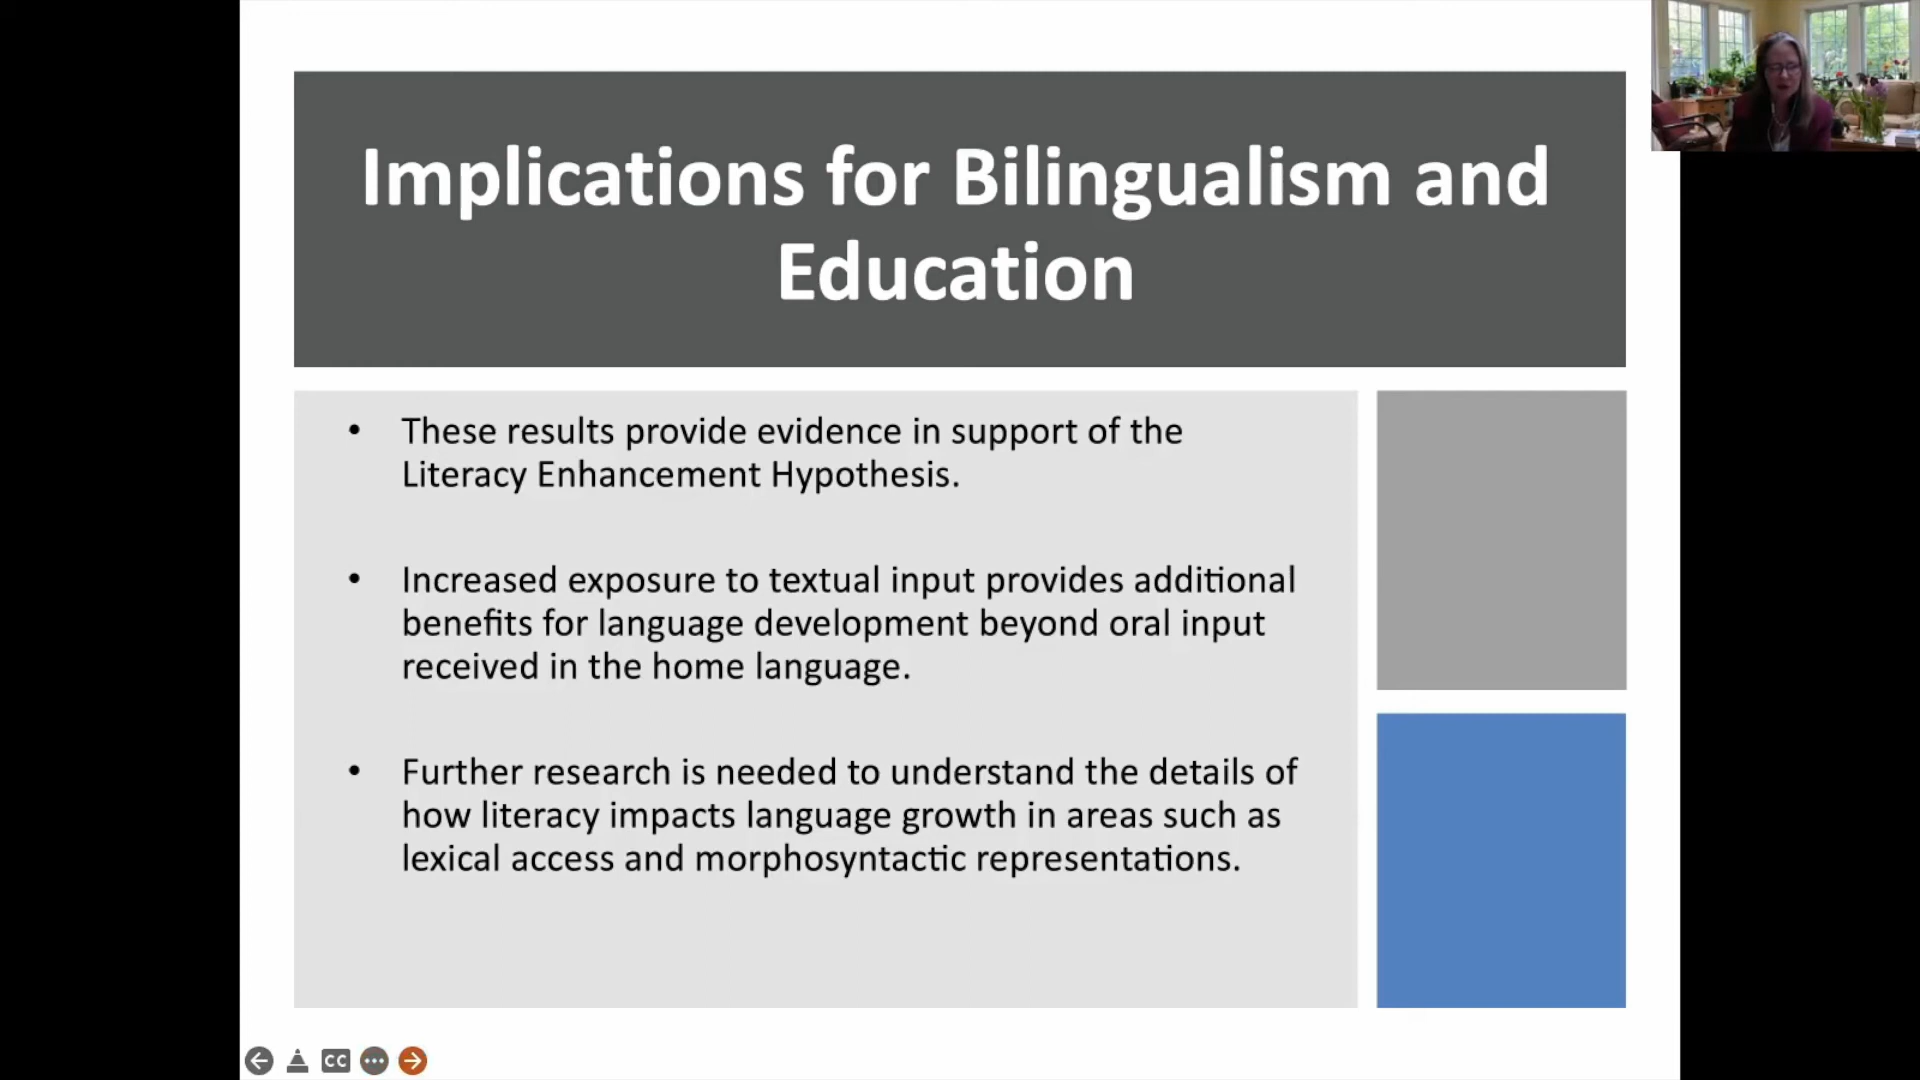 Implications for Bilingualism and
Education
• These results provide evidence in support of the
Literacy Enhancement Hypothesis.
• Increased exposure to textual input provides additional
benefits for language development beyond oral input
received in the home language.
• Further research is needed to understand the details of
how literacy impacts language growth in areas such as
lexical access and morphosyntactic representations.
CC